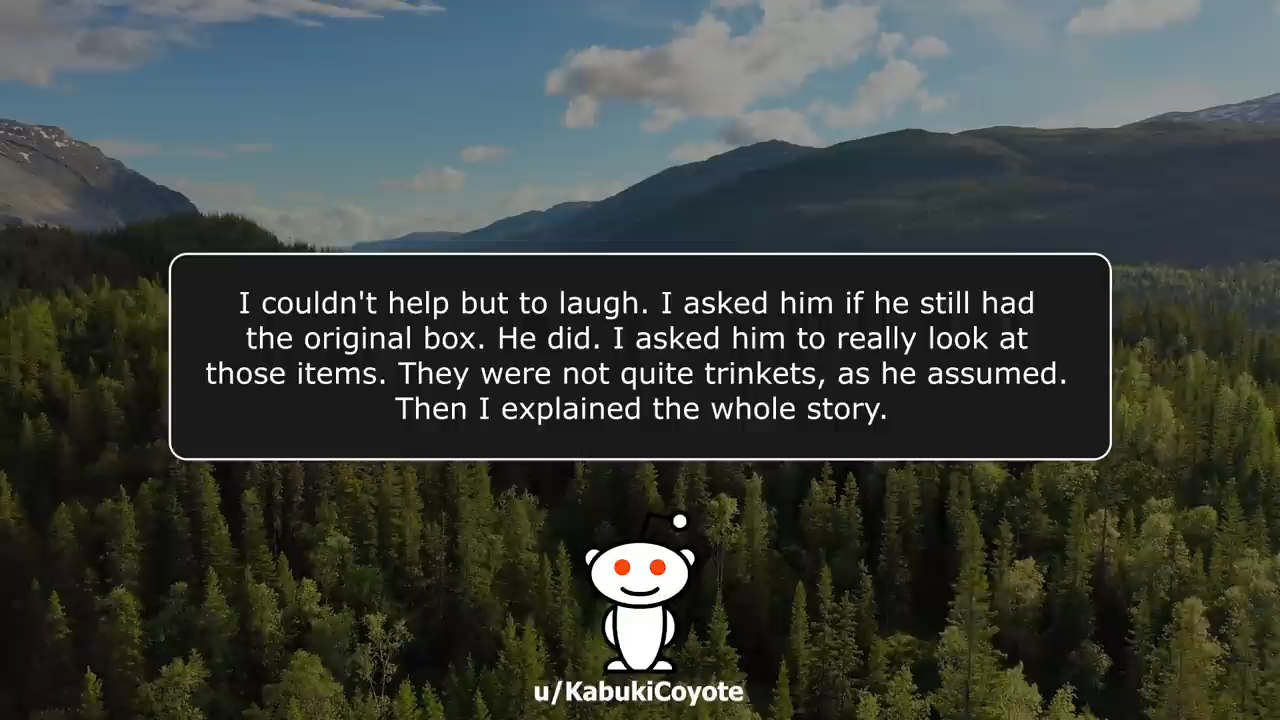 I couldn't help but to laugh. I asked him if he still had
the original box. He did. I asked him to really look at
those items. They were not quite trinkets, as he assumed.
Then I explained the whole story.
u/KabukiCoyote